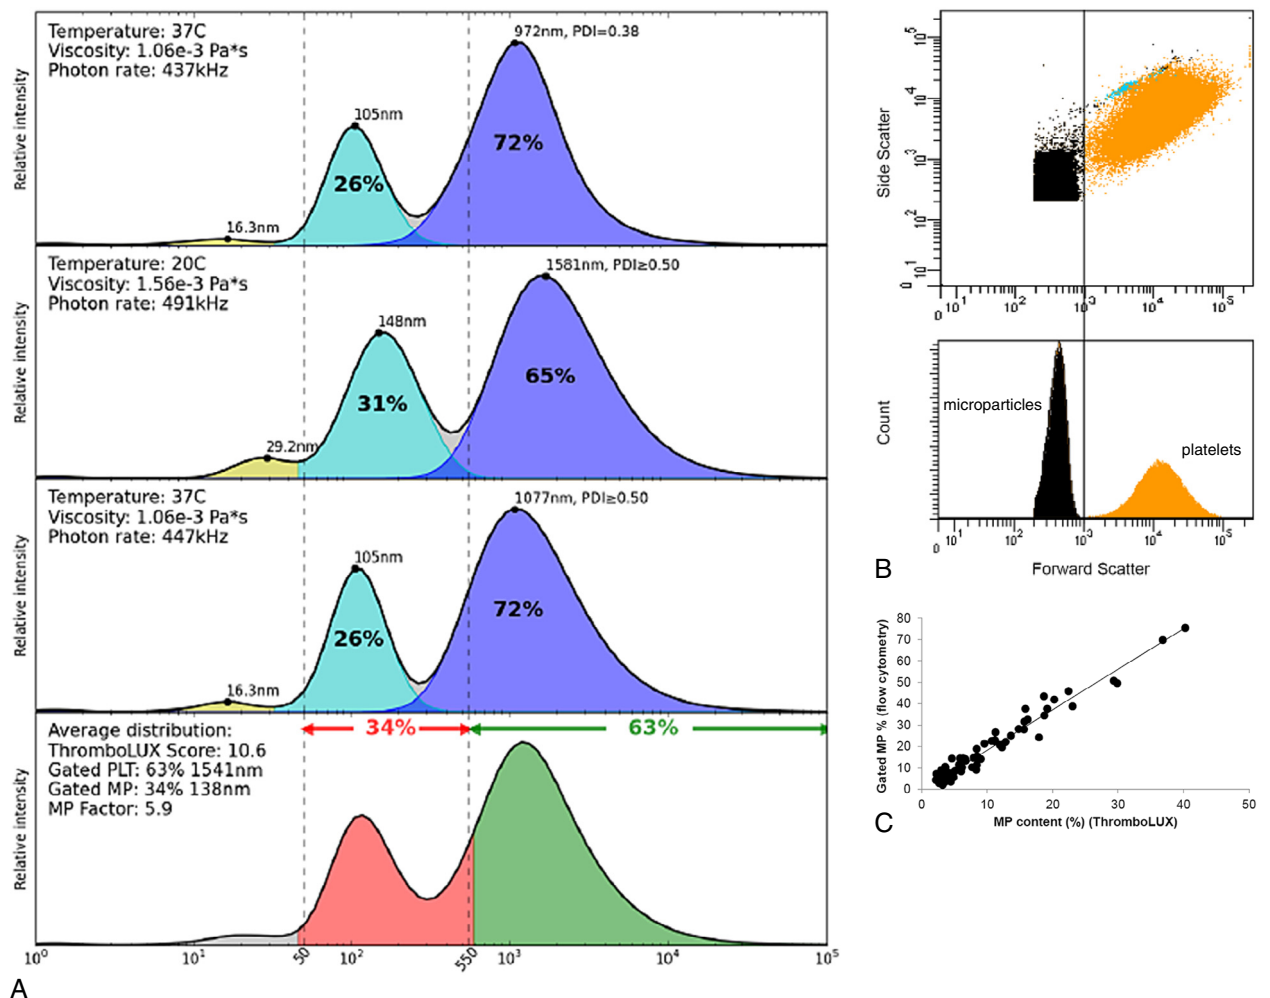 Temperature: 37C
Viscosity: 1.06e-3 Pa*s
Photon rate: 437kHz
972nm, PDI=0.38
105nm
72%
26%
16.3nm
Relative intensity
Temperature: 20C
Viscosity: 1.56e-3 Pa*s
Photon rate: 491kHz
1581nm, PDI≥0.50
148nm
65%
31%
29.2nm
Relative intensity
Temperature: 37C
Viscosity: 1.06e-3 Pa*s
Photon rate: 447kHz
1077nm, PDI≥0.50
105nm
72%
26%
16.3nm
Relative intensity
Average distribution:
ThromboLUX Score: 10.6
Gated PLT: 63% 1541nm
Gated MP: 34% 138nm
MP Factor: 5.9
34%
63%
Relative intensity
10⁰ 10¹ 50 10² 550 10³ 10⁴ 10⁵
A
Side Scatter
10⁵
10⁴
10³
10²
10¹
0
0 10¹ 10² 10³ 10⁴ 10⁵
Count
microparticles
platelets
0 10¹ 10² 10³ 10⁴ 10⁵
Forward Scatter
B
Gated MP % (flow cytometry)
80
70
60
50
40
30
20
10
0
0 10 20 30 40 50
MP content (%) (ThromboLUX)
C